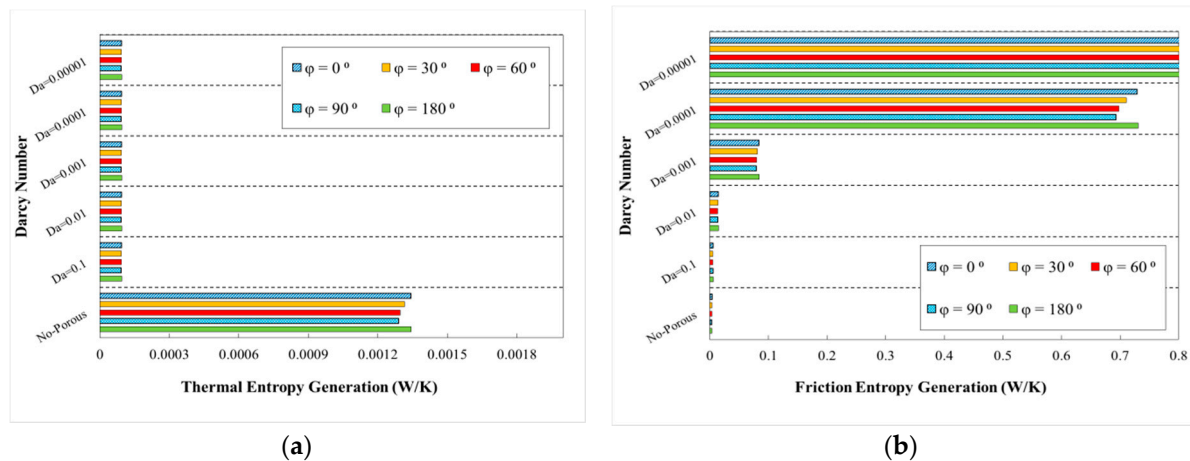 Da=0.00001
Da=0.0001
Da=0.001
Da=0.01
Da=0.1
No-Porous
Darcy Number
φ = 0 º φ = 30 º φ = 60 º
φ = 90 º φ = 180 º
0 0.0003 0.0006 0.0009 0.0012 0.0015 0.0018
Thermal Entropy Generation (W/K)
(a)
Da=0.00001
Da=0.0001
Da=0.001
Da=0.01
Da=0.1
No-Porous
Darcy Number
φ = 0 º φ = 30 º φ = 60 º
φ = 90 º φ = 180 º
0 0.1 0.2 0.3 0.4 0.5 0.6 0.7 0.8
Friction Entropy Generation (W/K)
(b)